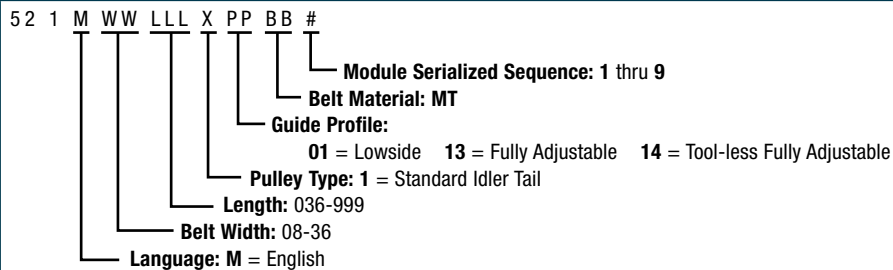 52 1 M WW LLL X PP BB #
Module Serialized Sequence: 1 thru 9
Belt Material: MT
Guide Profile:
01 = Lowside 13 = Fully Adjustable 14 = Tool-less Fully Adjustable
Pulley Type: 1 = Standard Idler Tail
Length: 036-999
Belt Width: 08-36
Language: M = English